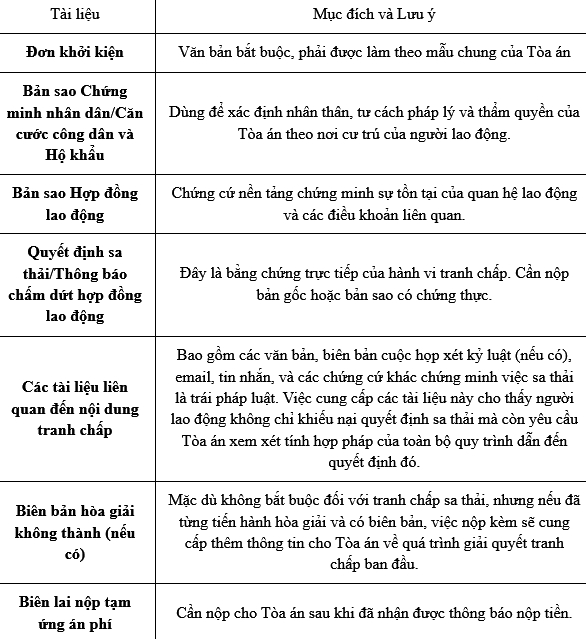 Tài liệu
Mục đích và Lưu ý
Đơn khởi kiện
Văn bản bắt buộc, phải được làm theo mẫu chung của Tòa án
Bản sao Chứng
minh nhân dân/Căn
cước công dân và
Hộ khẩu
Dùng để xác định nhân thân, tư cách pháp lý và thẩm quyền của
Tòa án theo nơi cư trú của người lao động.
Bản sao Hợp đồng
lao động
Chứng cứ nền tảng chứng minh sự tồn tại của quan hệ lao động
và các điều khoản liên quan.
Quyết định sa
thải/Thông báo
chấm dứt hợp đồng
lao động
Đây là bằng chứng trực tiếp của hành vi tranh chấp. Cần nộp
bản gốc hoặc bản sao có chứng thực.
Các tài liệu liên
quan đến nội dung
tranh chấp
Bao gồm các văn bản, biên bản cuộc họp xét kỷ luật (nếu có),
email, tin nhắn, và các chứng cứ khác chứng minh việc sa thải
là trái pháp luật. Việc cung cấp các tài liệu này cho thấy người
lao động không chỉ khiếu nại quyết định sa thải mà còn yêu cầu
Tòa án xem xét tính hợp pháp của toàn bộ quy trình dẫn đến
quyết định đó.
Biên bản hòa giải
không thành (nếu
có)
Mặc dù không bắt buộc đối với tranh chấp sa thải, nhưng nếu đã
từng tiến hành hòa giải và có biên bản, việc nộp kèm sẽ cung
cấp thêm thông tin cho Tòa án về quá trình giải quyết tranh
chấp ban đầu.
Biên lai nộp tạm
ứng án phí
Cần nộp cho Tòa án sau khi đã nhận được thông báo nộp tiền.